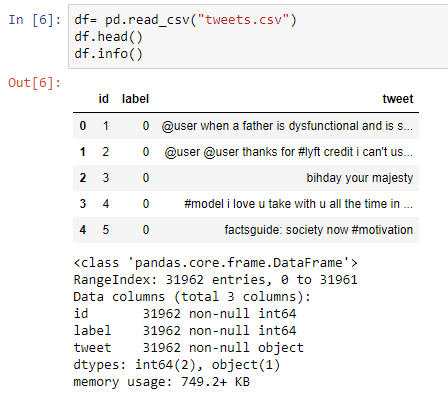 In [6]: df= pd.read_csv("tweets.csv")
df.head()
df.info()
Out[6]:
id label tweet
0 1 0 @user when a father is dysfunctional and is s...
1 2 0 @user @user thanks for #lyft credit i can't us...
2 3 0 bihday your majesty
3 4 0 #model i love u take with u all the time in ...
4 5 0 factsguide: society now #motivation
<class 'pandas.core.frame.DataFrame'>
RangeIndex: 31962 entries, 0 to 31961
Data columns (total 3 columns):
id 31962 non-null int64
label 31962 non-null int64
tweet 31962 non-null object
dtypes: int64(2), object(1)
memory usage: 749.2+ KB